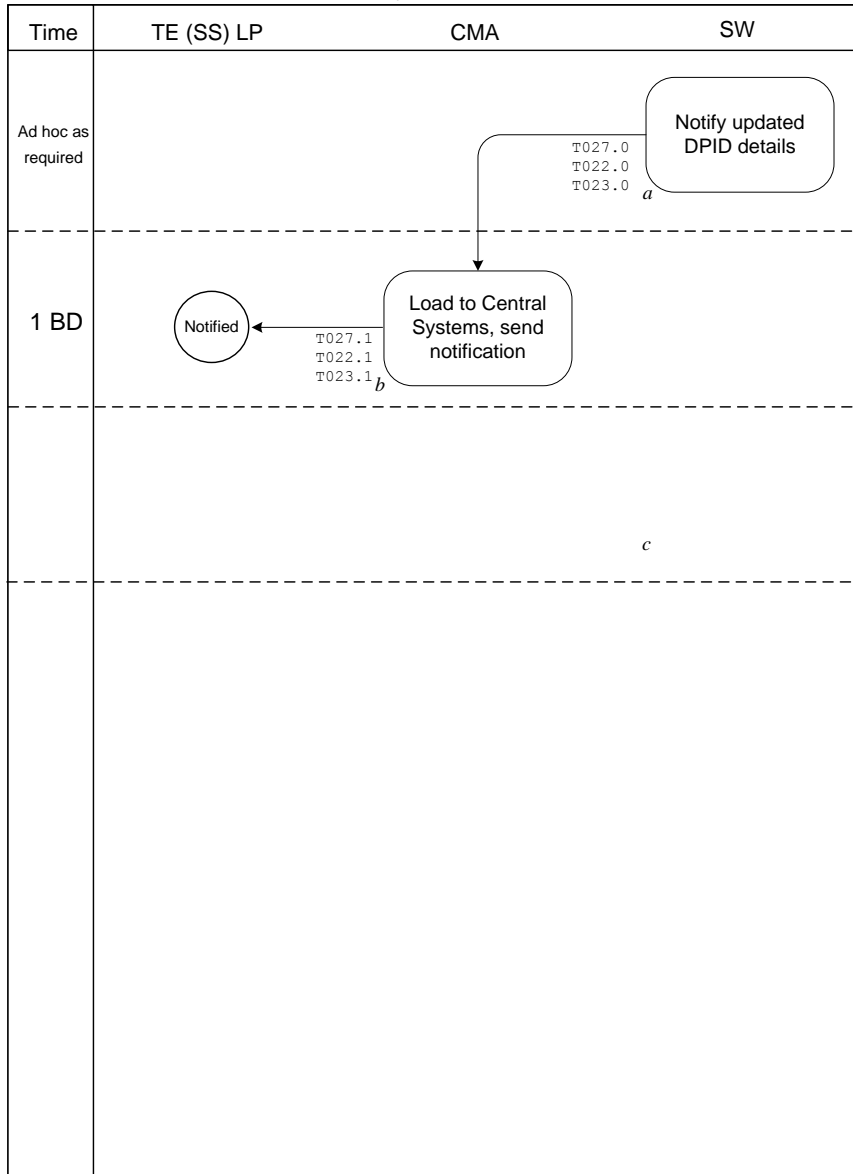 Time
TE (SS) LP
CMA
SW
Ad hoc as
required
Notify updated
DPID details
T027.0
T022.0
T023.0
a
1 BD
Notified
Load to Central
Systems, send
notification
T027.1
T022.1
T023.1
b
c